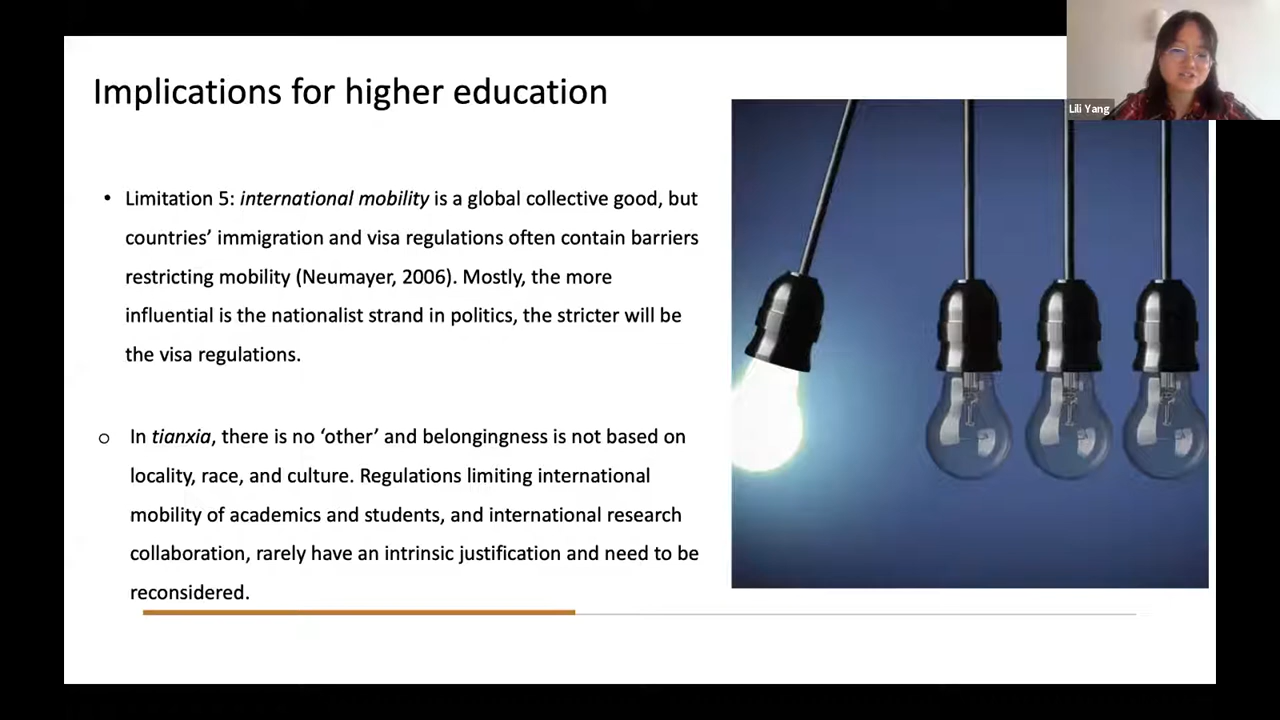 Implications for higher education
Lili Yang
• Limitation 5: international mobility is a global collective good, but
countries’ immigration and visa regulations often contain barriers
restricting mobility (Neumayer, 2006). Mostly, the more
influential is the nationalist strand in politics, the stricter will be
the visa regulations.
o In tianxia, there is no ‘other’ and belongingness is not based on
locality, race, and culture. Regulations limiting international
mobility of academics and students, and international research
collaboration, rarely have an intrinsic justification and need to be
reconsidered.